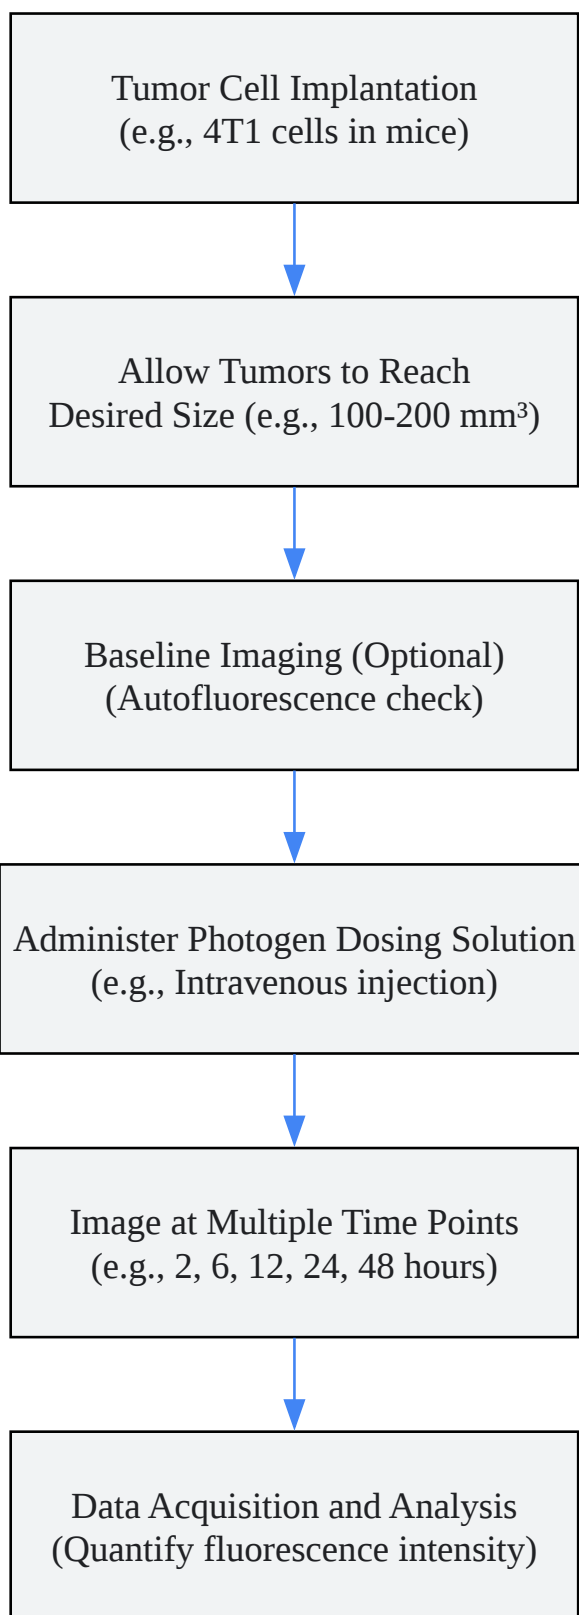 Tumor Cell Implantation
(e.g., 4T1 cells in mice)
Allow Tumors to Reach
Desired Size (e.g., 100-200 mm³)
Baseline Imaging (Optional)
(Autofluorescence check)
Administer Photogen Dosing Solution
(e.g., Intravenous injection)
Image at Multiple Time Points
(e.g., 2, 6, 12, 24, 48 hours)
Data Acquisition and Analysis
(Quantify fluorescence intensity)